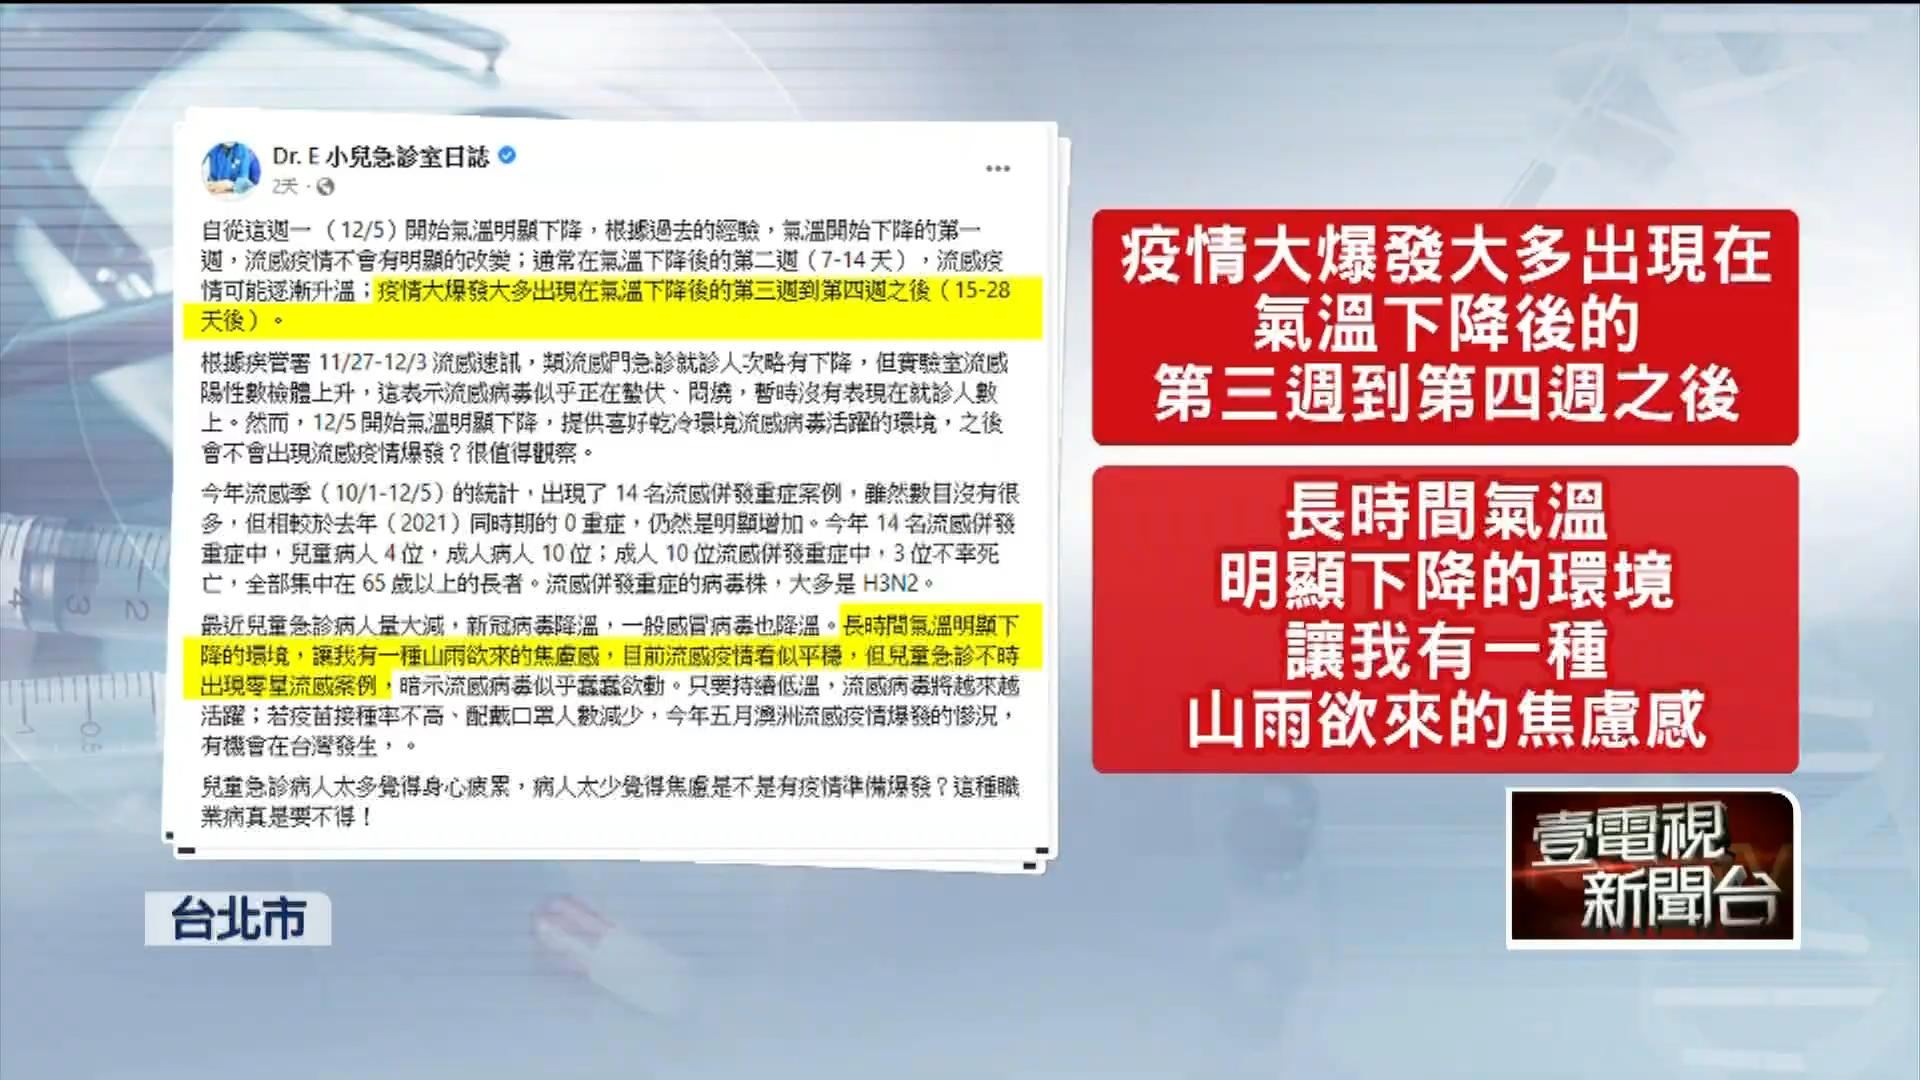 Dr. E 小兒急診室日誌
2天
自從這週一（12/5）開始氣溫明顯下降，根據過去的經驗，氣溫開始下降的第一
週，流感疫情不會有明顯的改變；通常在氣溫下降後的第二週（7-14 天），流感疫
情可能逐漸升溫；疫情大爆發大多出現在氣溫下降後的第三週到第四週之後（15-28
天後）。
根據疾管署 11/27-12/3 流感速訊，類流感門急診就診人次略有下降，但實驗室流感
陽性數檢體上升，這表示流感病毒似乎正在蟄伏、悶燒，暫時沒有表現在就診人數
上。然而，12/5 開始氣溫明顯下降，提供喜好乾冷環境流感病毒活躍的環境，之後
會不會出現流感疫情爆發？很值得觀察。
今年流感季（10/1-12/5）的統計，出現了 14 名流感併發重症案例，雖然數目沒有很
多，但相較於去年（2021）同時期的 0 重症，仍然是明顯增加。今年 14 名流感併發
重症中，兒童病人 4 位，成人病人 10 位；成人 10 位流感併發重症中，3 位不幸死
亡，全部集中在 65 歲以上的長者。流感併發重症的病毒株，大多是 H3N2。
最近兒童急診病人量大減，新冠病毒降溫，一般感冒病毒也降溫。長時間氣溫明顯下
降的環境，讓我有一種山雨欲來的焦慮感，目前流感疫情看似平穩，但兒童急診不時
出現零星流感案例，暗示流感病毒似乎蠢蠢欲動。只要持續低溫，流感病毒將越來越
活躍；若疫苗接種率不高、配戴口罩人數減少，今年五月澳洲流感疫情爆發的慘況，
有機會在台灣發生，。
兒童急診病人太多覺得身心疲累，病人太少覺得焦慮是不是有疫情準備爆發？這種職
業病真是要不得！
疫情大爆發大多出現在
氣溫下降後的
第三週到第四週之後
長時間氣溫
明顯下降的環境
讓我有一種
山雨欲來的焦慮感
壹電視
新聞台
台北市